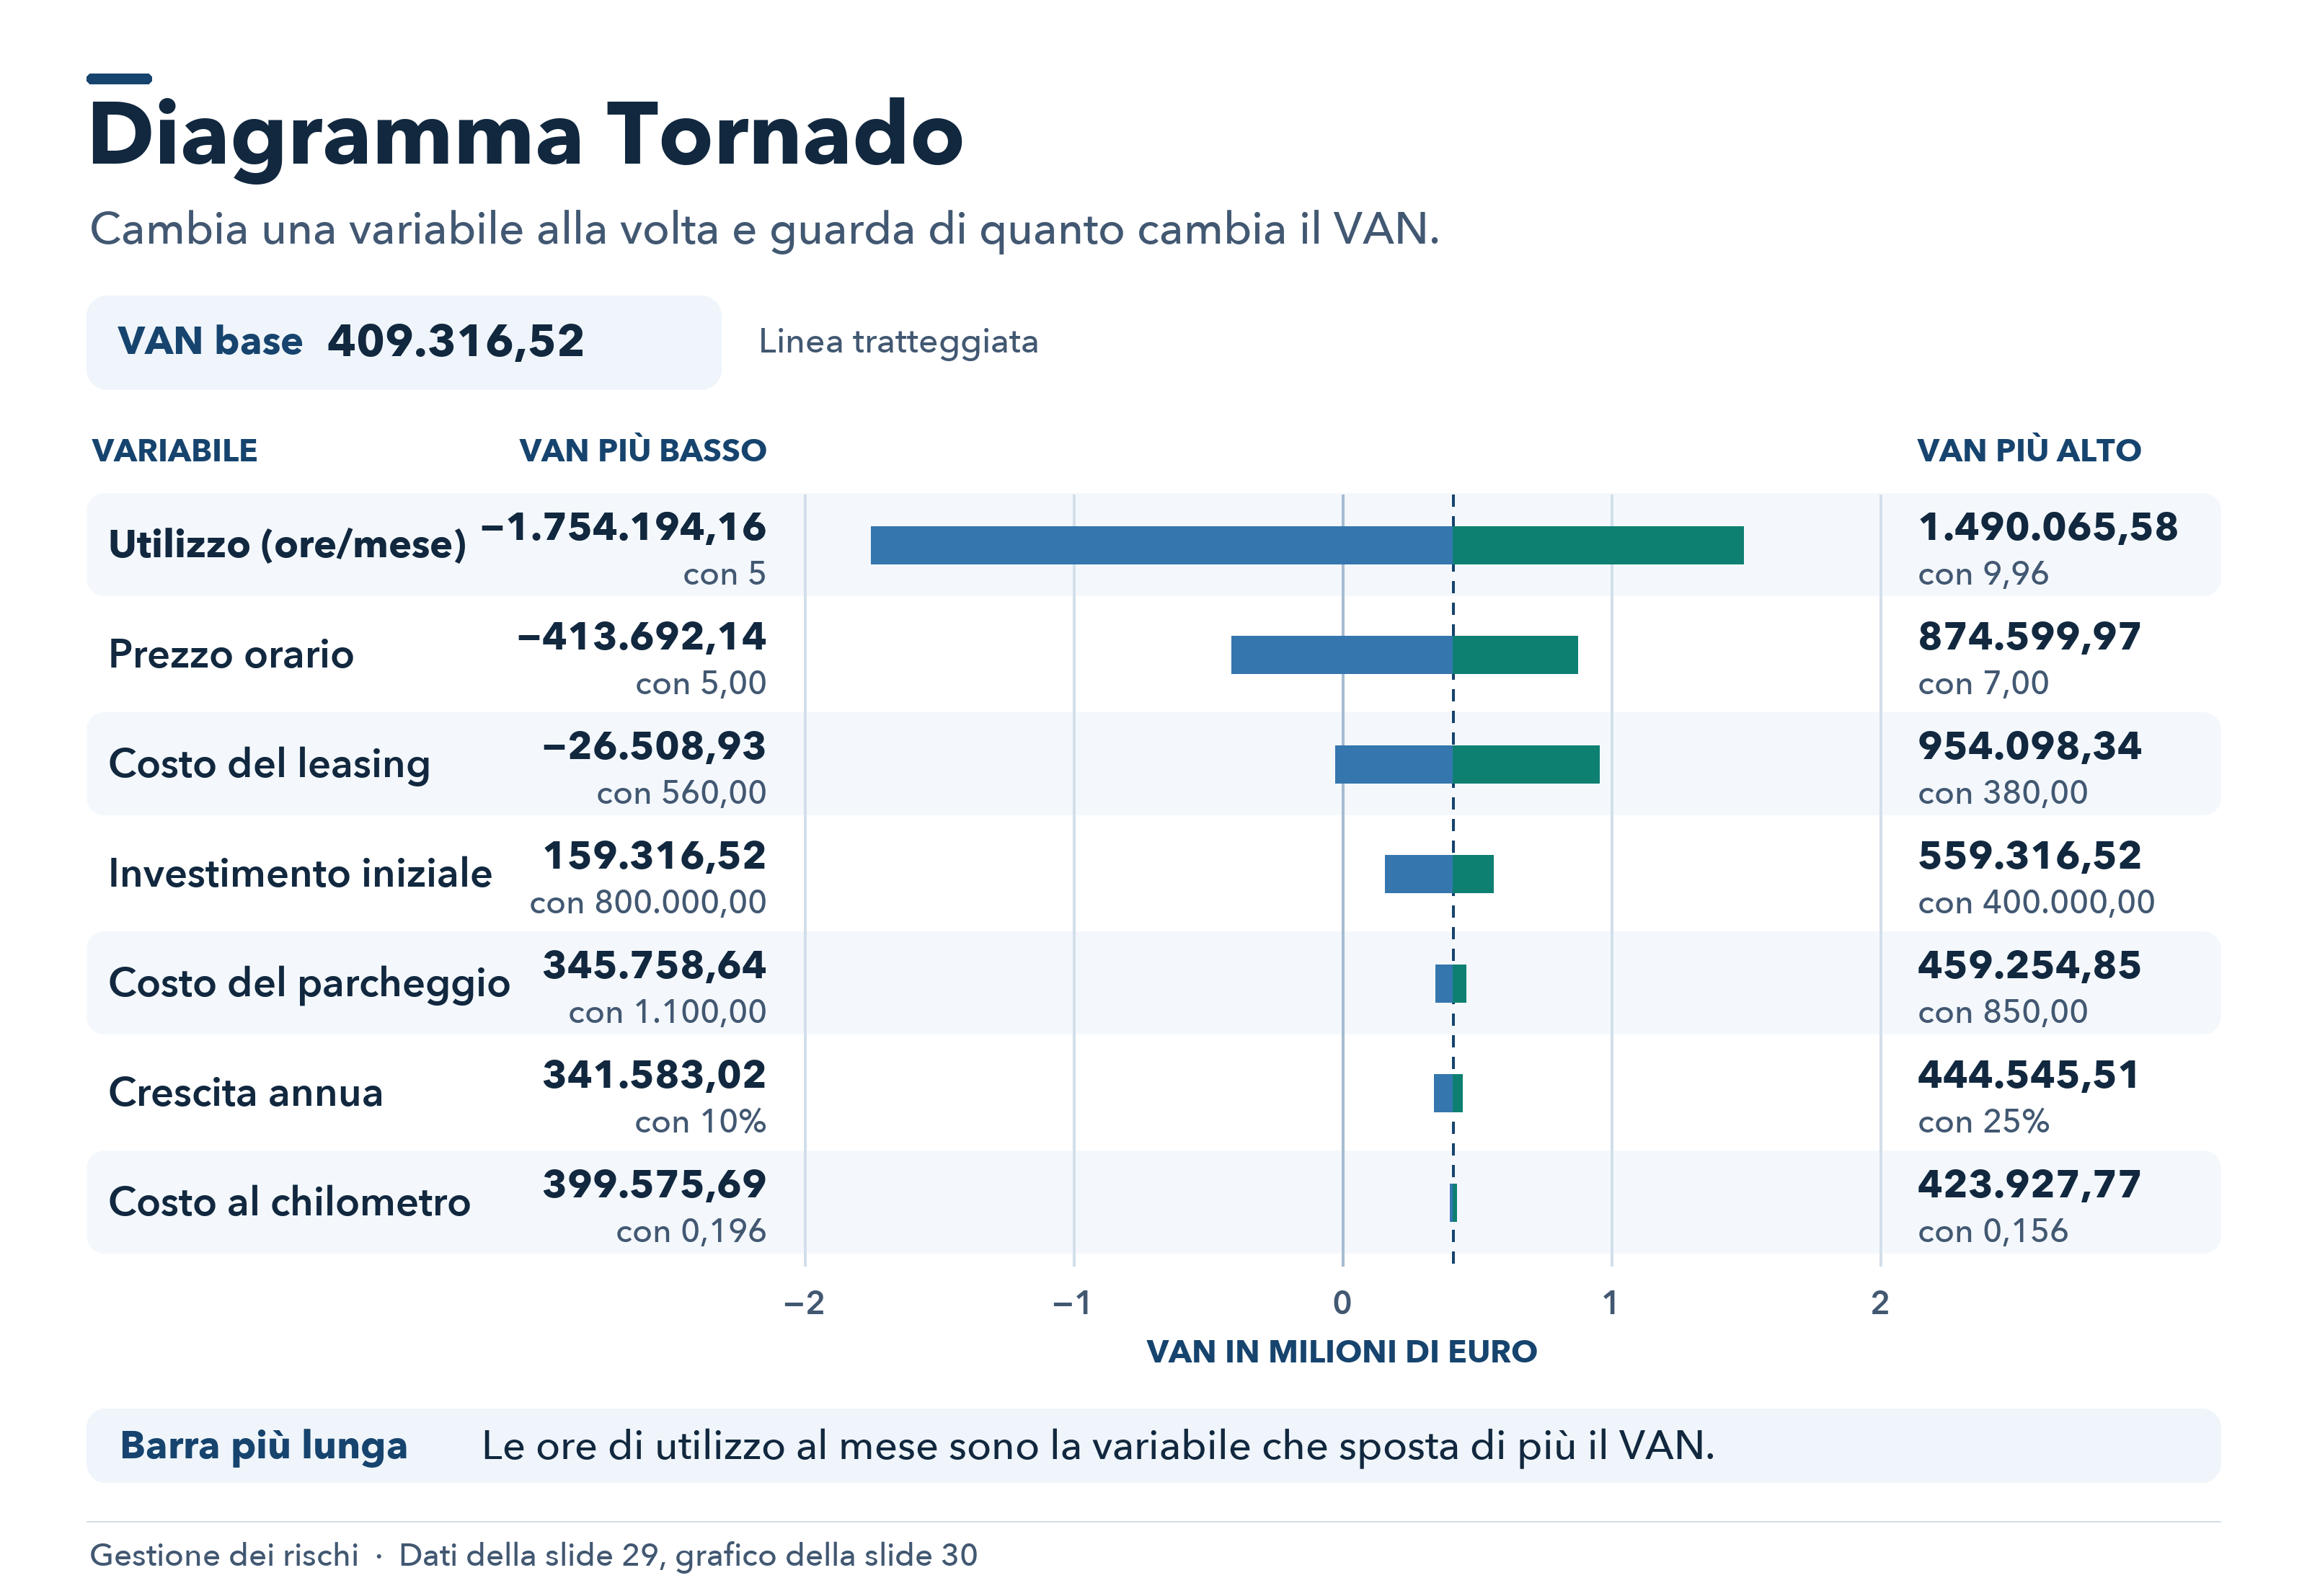 Diagramma Tornado
Cambia una variabile alla volta e guarda di quanto cambia il VAN.
VAN base 409.316,52 Linea tratteggiata
VARIABILE VAN PIÙ BASSO VAN PIÙ ALTO
Utilizzo (ore/mese) −1.754.194,16 1.490.065,58
con 5 con 9,96
Prezzo orario −413.692,14 874.599,97
con 5,00 con 7,00
Costo del leasing −26.508,93 954.098,34
con 560,00 con 380,00
Investimento iniziale 159.316,52 559.316,52
con 800.000,00 con 400.000,00
Costo del parcheggio 345.758,64 459.254,85
con 1.100,00 con 850,00
Crescita annua 341.583,02 444.545,51
con 10% con 25%
Costo al chilometro 399.575,69 423.927,77
con 0,196 con 0,156
−2 −1 0 1 2
VAN IN MILIONI DI EURO
Barra più lunga Le ore di utilizzo al mese sono la variabile che sposta di più il VAN.
Gestione dei rischi · Dati della slide 29, grafico della slide 30